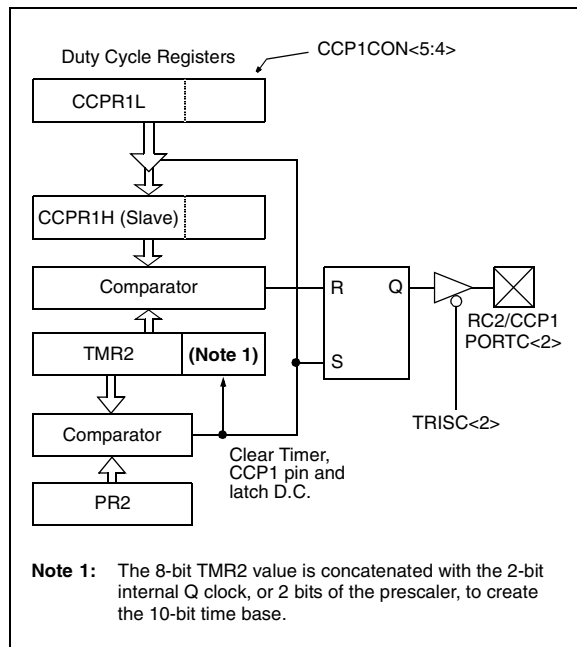 Duty Cycle Registers
CCP1CON<5:4>
CCPR1L
CCPR1H (Slave)
Comparator
R Q
RC2/CCP1
PORTC<2>
TMR2 (Note 1)
S
TRISC<2>
Comparator
Clear Timer,
CCP1 pin and
latch D.C.
PR2
Note 1: The 8-bit TMR2 value is concatenated with the 2-bit
internal Q clock, or 2 bits of the prescaler, to create
the 10-bit time base.